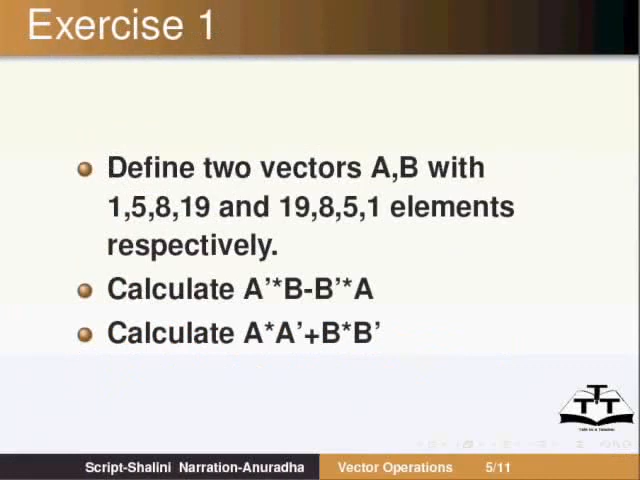 Exercise 1
Define two vectors A,B with
1,5,8,19 and 19,8,5,1 elements
respectively.
Calculate A’*B-B’*A
Calculate A*A’+B*B’
TTT
Script-Shalini Narration-Anuradha Vector Operations 5/11